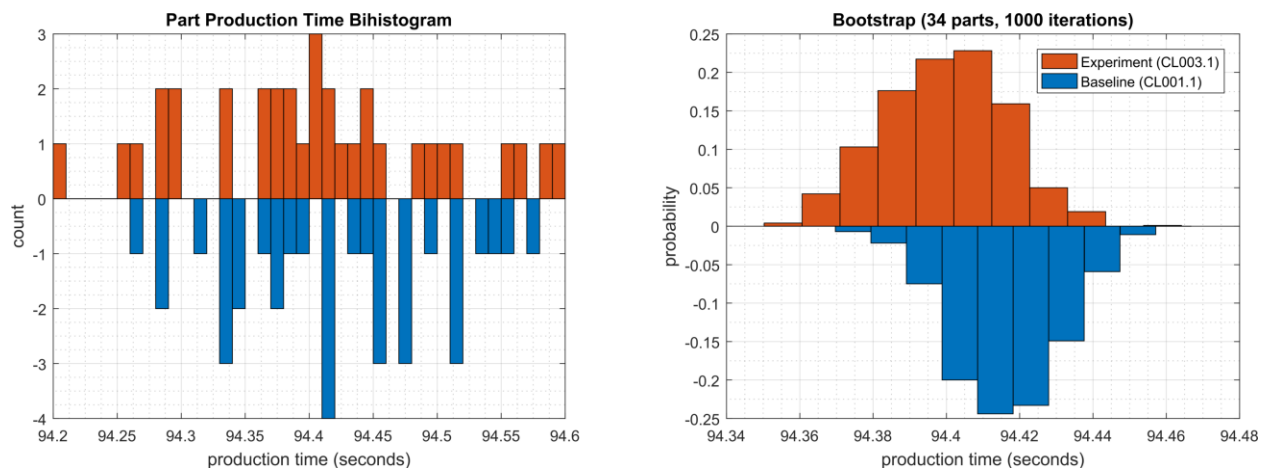 Part Production Time Bihistogram
3
2
1
0
-1
-2
-3
-4
count
94.2 94.25 94.3 94.35 94.4 94.45 94.5 94.55 94.6
production time (seconds)
Bootstrap (34 parts, 1000 iterations)
0.25
0.2
0.15
0.1
0.05
0
-0.05
-0.1
-0.15
-0.2
-0.25
probability
Experiment (CL003.1)
Baseline (CL001.1)
94.34 94.36 94.38 94.4 94.42 94.44 94.46 94.48
production time (seconds)